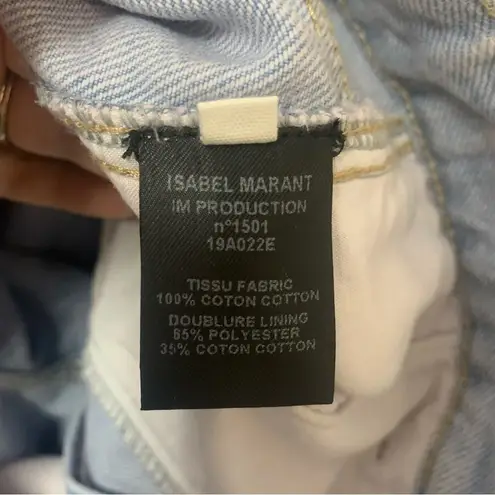 ISABEL MARANT
IM PRODUCTION
n°1501
19A022E
TISSU FABRIC
100% COTON COTTON
DOUBLURE LINING
65% POLYESTER
35% COTON COTTON